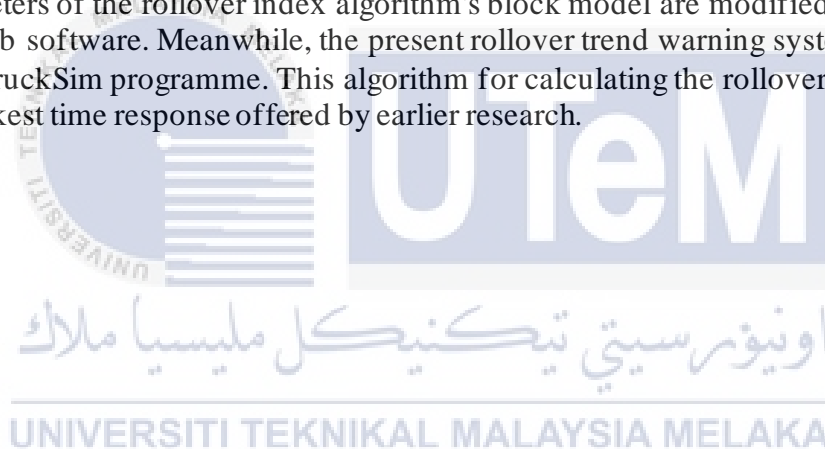 eters of the rollover index algorithm's block model are modified
b software. Meanwhile, the present rollover trend warning syst
ruckSim programme. This algorithm for calculating the rollover
kest time response offered by earlier research.
UTeM
اونيۏرسيتي تيكنيكل مليسيا ملاك
UNIVERSITI TEKNIKAL MALAYSIA MELAKA